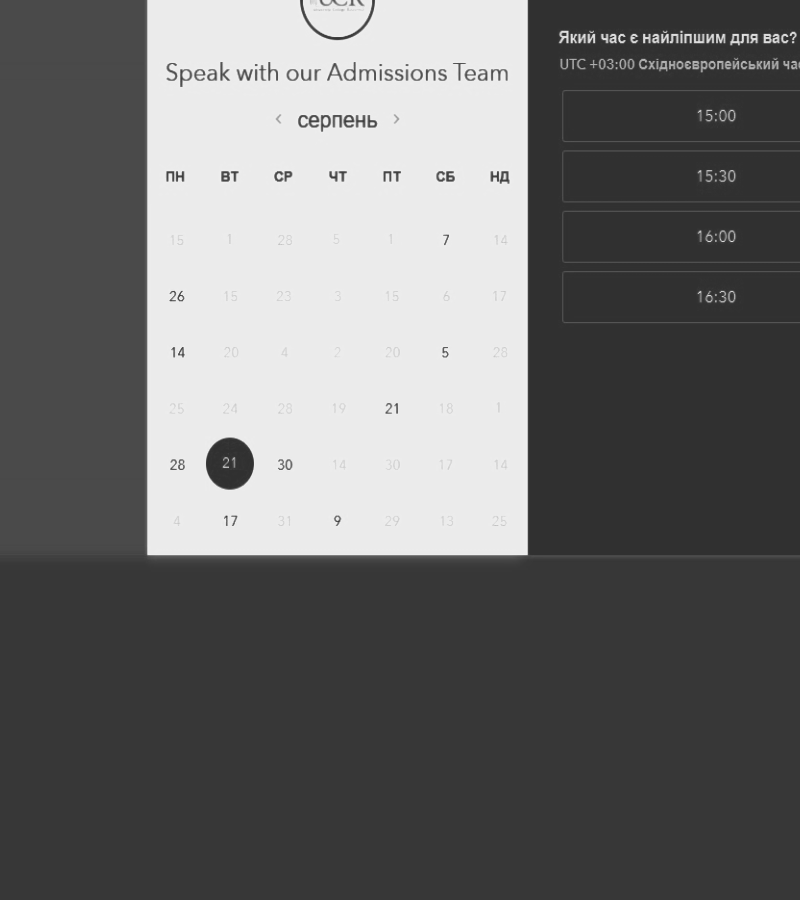 Speak with our Admissions Team
серпень
ПН ВТ СР ЧТ ПТ СБ НД
15 1 28 5 1 7 14
26 15 23 3 15 6 17
14 20 4 2 20 5 28
25 24 28 19 21 18 1
28 21 30 14 30 17 14
4 17 31 9 29 13 25
Який час є найліпшим для вас?
UTC +03:00 Східноєвропейський
15:00
15:30
16:00
16:30